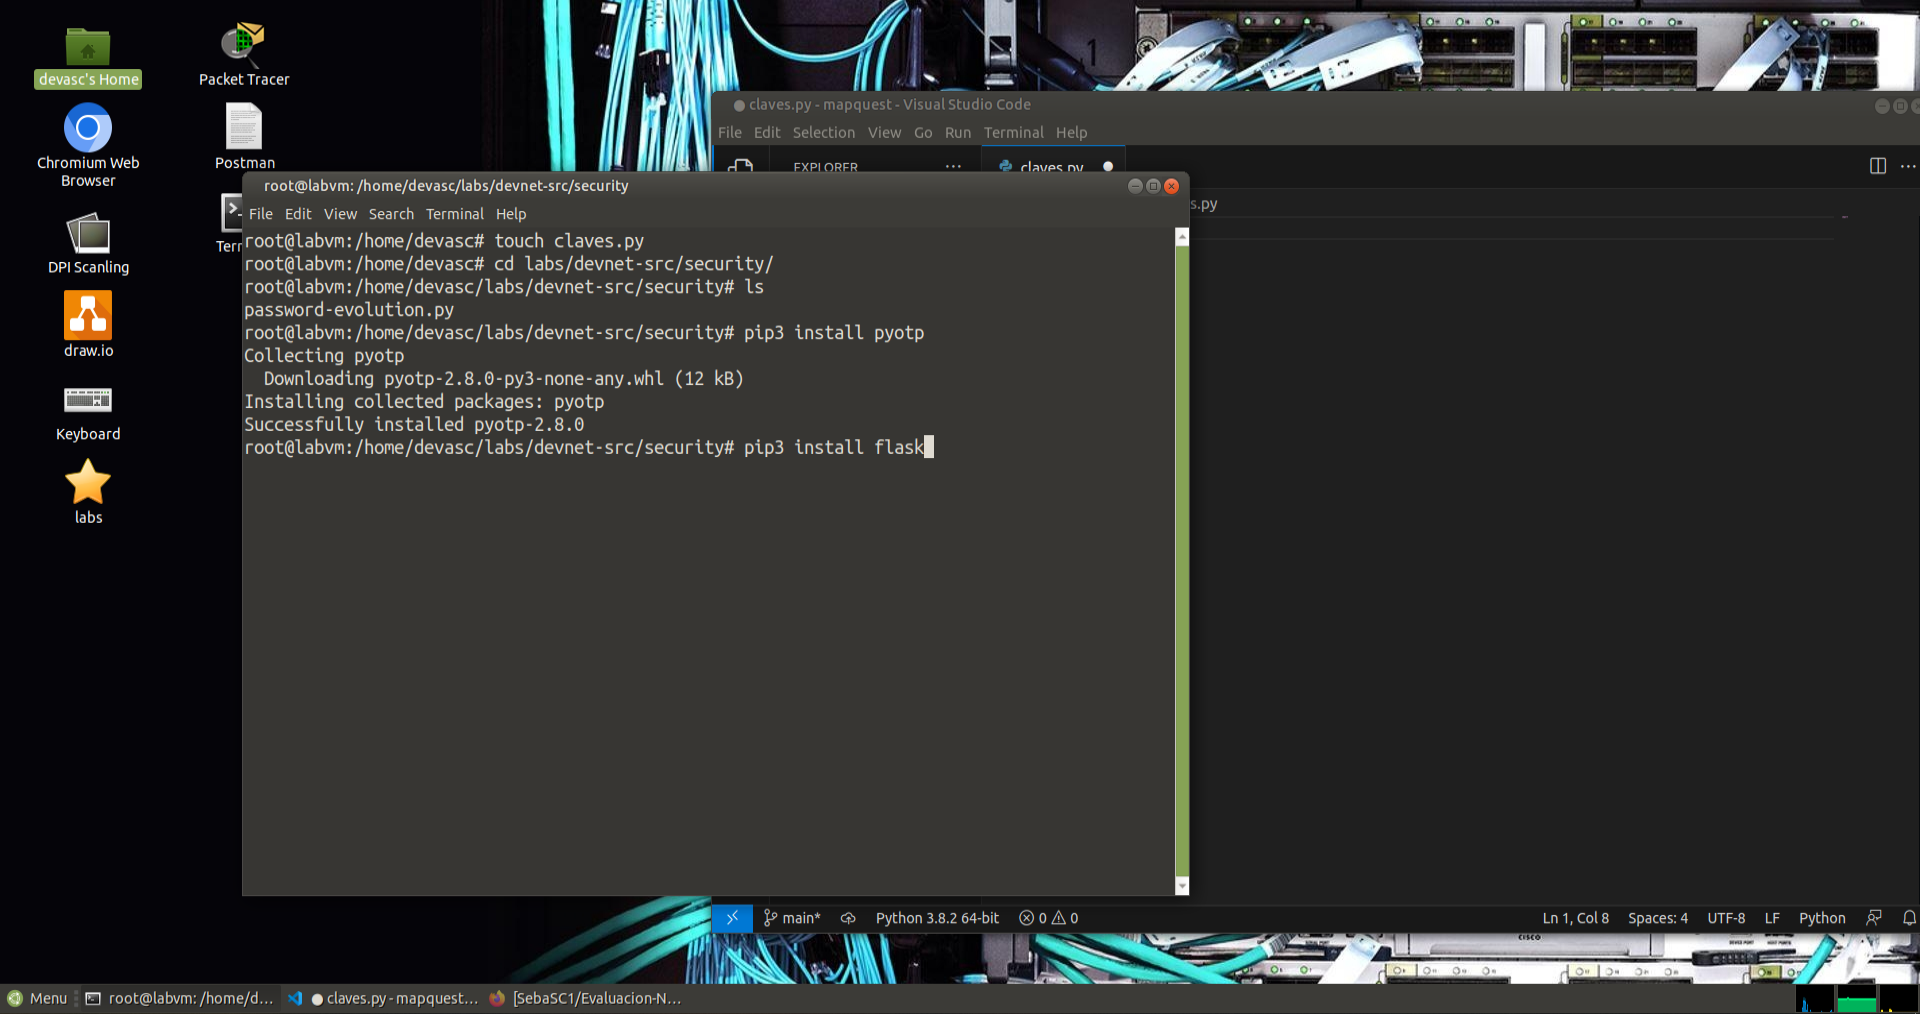 devasc's Home
Packet Tracer
Chromium Web
Browser
Postman
DPI Scanling
draw.io
Keyboard
labs
claves.py - mapquest - Visual Studio Code
File Edit Selection View Go Run Terminal Help
EXPLORER
claves.py
s.py
root@labvm: /home/devasc/labs/devnet-src/security
File Edit View Search Terminal Help
root@labvm:/home/devasc# touch claves.py
root@labvm:/home/devasc# cd labs/devnet-src/security/
root@labvm:/home/devasc/labs/devnet-src/security# ls
password-evolution.py
root@labvm:/home/devasc/labs/devnet-src/security# pip3 install pyotp
Collecting pyotp
  Downloading pyotp-2.8.0-py3-none-any.whl (12 kB)
Installing collected packages: pyotp
Successfully installed pyotp-2.8.0
root@labvm:/home/devasc/labs/devnet-src/security# pip3 install flask
main* Python 3.8.2 64-bit 0 0
Ln 1, Col 8 Spaces: 4 UTF-8 LF Python
CISCO
Menu root@labvm: /home/d... claves.py - mapquest... [SebaSC1/Evaluacion-N...